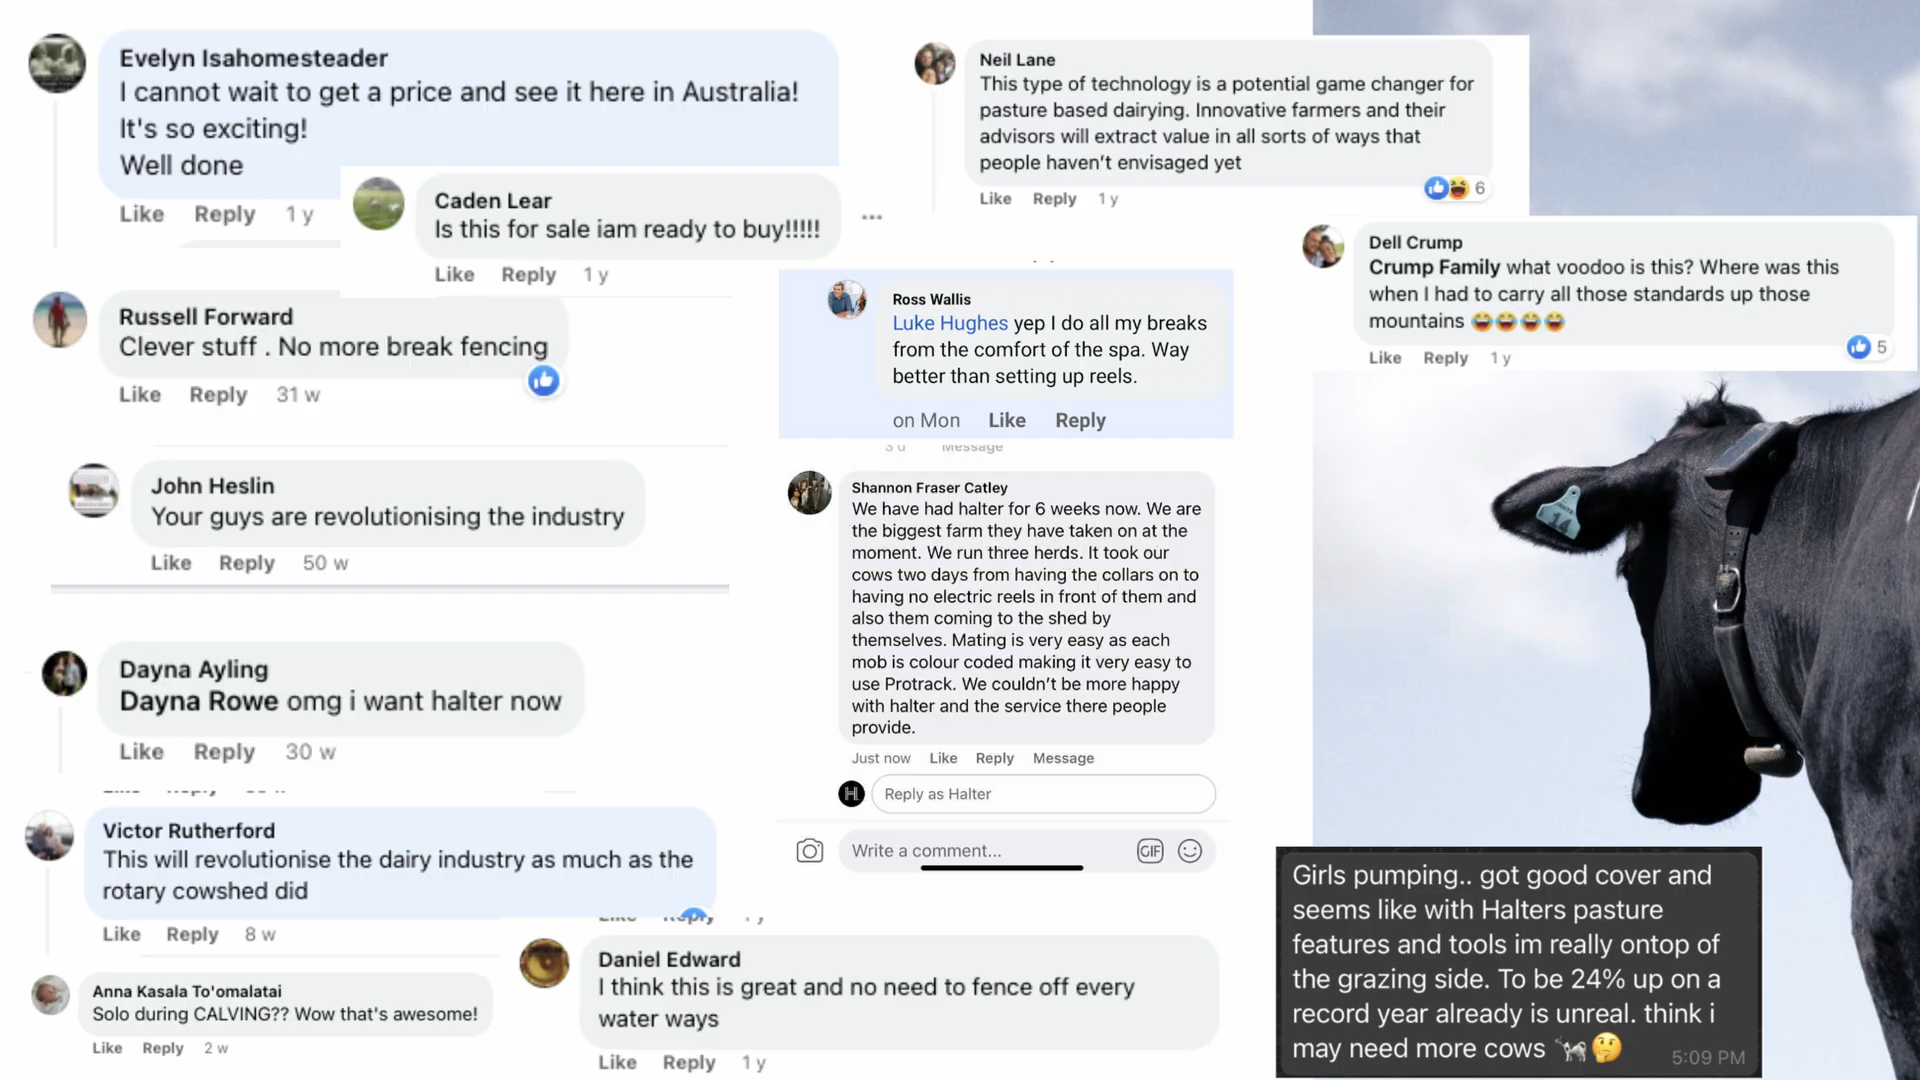 Evelyn Isahomesteader
I cannot wait to get a price and see it here in Australia!
It's so exciting!
Well done
Like Reply 1 y
Caden Lear
Is this for sale iam ready to buy!!!!!
Like Reply 1 y
Russell Forward
Clever stuff . No more break fencing
Like Reply 31 w
John Heslin
Your guys are revolutionising the industry
Like Reply 50 w
Dayna Ayling
Dayna Rowe omg i want halter now
Like Reply 30 w
Victor Rutherford
This will revolutionise the dairy industry as much as the
rotary cowshed did
Like Reply 8 w
Anna Kasala To'omalatai
Solo during CALVING?? Wow that's awesome!
Like Reply 2 w
Like Reply 1 y
Daniel Edward
I think this is great and no need to fence off every
water ways
Like Reply 1 y
Neil Lane
This type of technology is a potential game changer for
pasture based dairying. Innovative farmers and their
advisors will extract value in all sorts of ways that
people haven't envisaged yet
6
Like Reply 1 y
Ross Wallis
Luke Hughes yep I do all my breaks
from the comfort of the spa. Way
better than setting up reels.
on Mon Like Reply
3 d Message
Shannon Fraser Catley
We have had halter for 6 weeks now. We are
the biggest farm they have taken on at the
moment. We run three herds. It took our
cows two days from having the collars on to
having no electric reels in front of them and
also them coming to the shed by
themselves. Mating is very easy as each
mob is colour coded making it very easy to
use Protrack. We couldn't be more happy
with halter and the service there people
provide.
Just now Like Reply Message
Reply as Halter
Write a comment...
GIF
Dell Crump
Crump Family what voodoo is this? Where was this
when I had to carry all those standards up those
mountains 😂😂😂😂
Like Reply 1 y
5
14
Girls pumping.. got good cover and
seems like with Halters pasture
features and tools im really ontop of
the grazing side. To be 24% up on a
record year already is unreal. think i
may need more cows 🐄🤔
5:09 PM